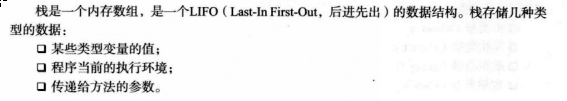 栈是一个内存数组，是一个LIFO（Last-In First-Out，后进先出）的数据结构。栈存储几种类
型的数据：
❑ 某些类型变量的值；
❑ 程序当前的执行环境；
❑ 传递给方法的参数。